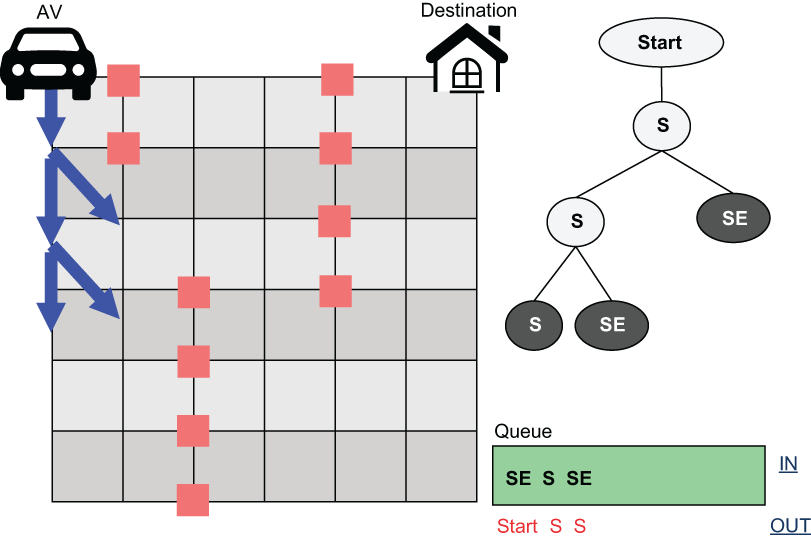 AV
Destination
Start
S
S
SE
S
SE
Queue
SE S SE
IN
Start S S
OUT